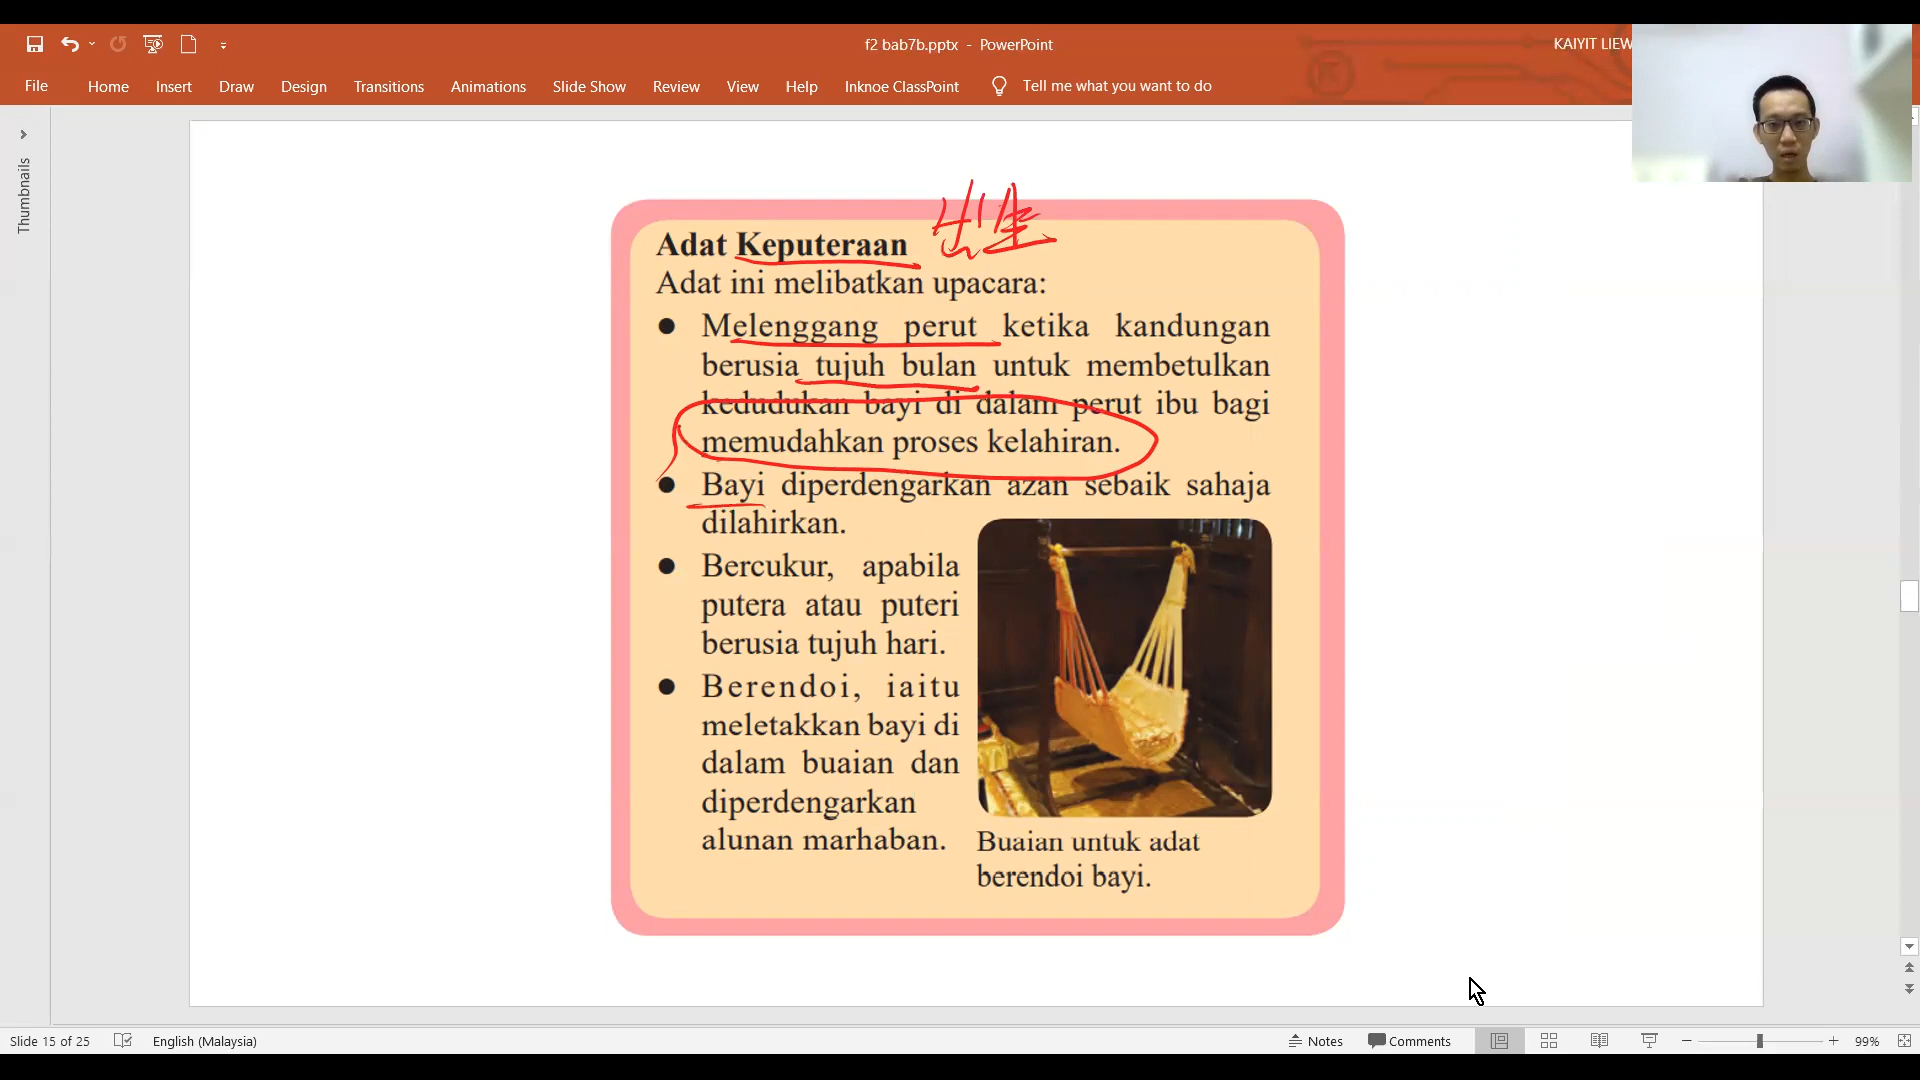 f2 bab7b.pptx - PowerPoint
KAIYIT LIEW
File Home Insert Draw Design Transitions Animations Slide Show Review View Help Inknoe ClassPoint Tell me what you want to do
Thumbnails
Adat Keputeraan 出生
Adat ini melibatkan upacara:
● Melenggang perut ketika kandungan
berusia tujuh bulan untuk membetulkan
kedudukan bayi di dalam perut ibu bagi
memudahkan proses kelahiran.
● Bayi diperdengarkan azan sebaik sahaja
dilahirkan.
● Bercukur, apabila
putera atau puteri
berusia tujuh hari.
● Berendoi, iaitu
meletakkan bayi di
dalam buaian dan
diperdengarkan
alunan marhaban.
Buaian untuk adat
berendoi bayi.
Slide 15 of 25 English (Malaysia) Notes Comments 99%